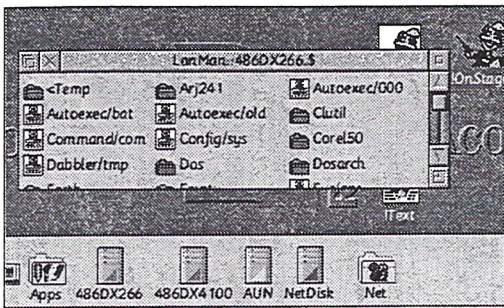 LanMan::486DX266.$
<Temp Arj241 Autoexec/000
!OnStag
Autoexec/bat Autoexec/old Clutil
Command/com Config/sys Corel50
Dabbler/tmp Dos Dosarch
!Text
Apps 486DX266 486DX4100 AUN NetDisk Net